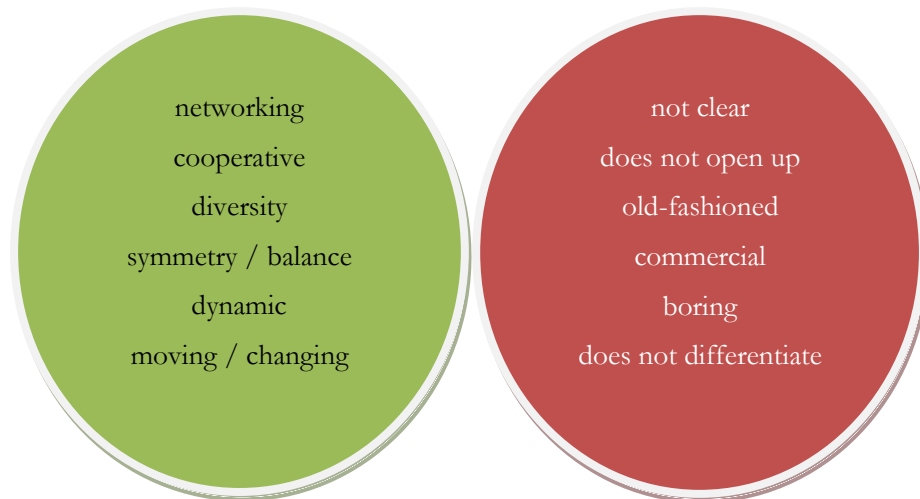 networking
cooperative
diversity
symmetry / balance
dynamic
moving / changing
not clear
does not open up
old-fashioned
commercial
boring
does not differentiate